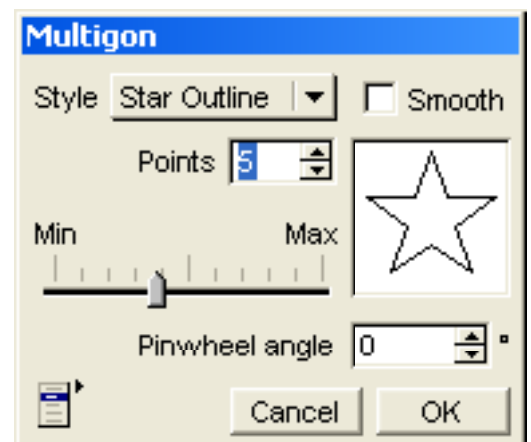 Multigon
Style Star Outline Smooth
Points 5
Min Max
Pinwheel angle 0 °
Cancel OK